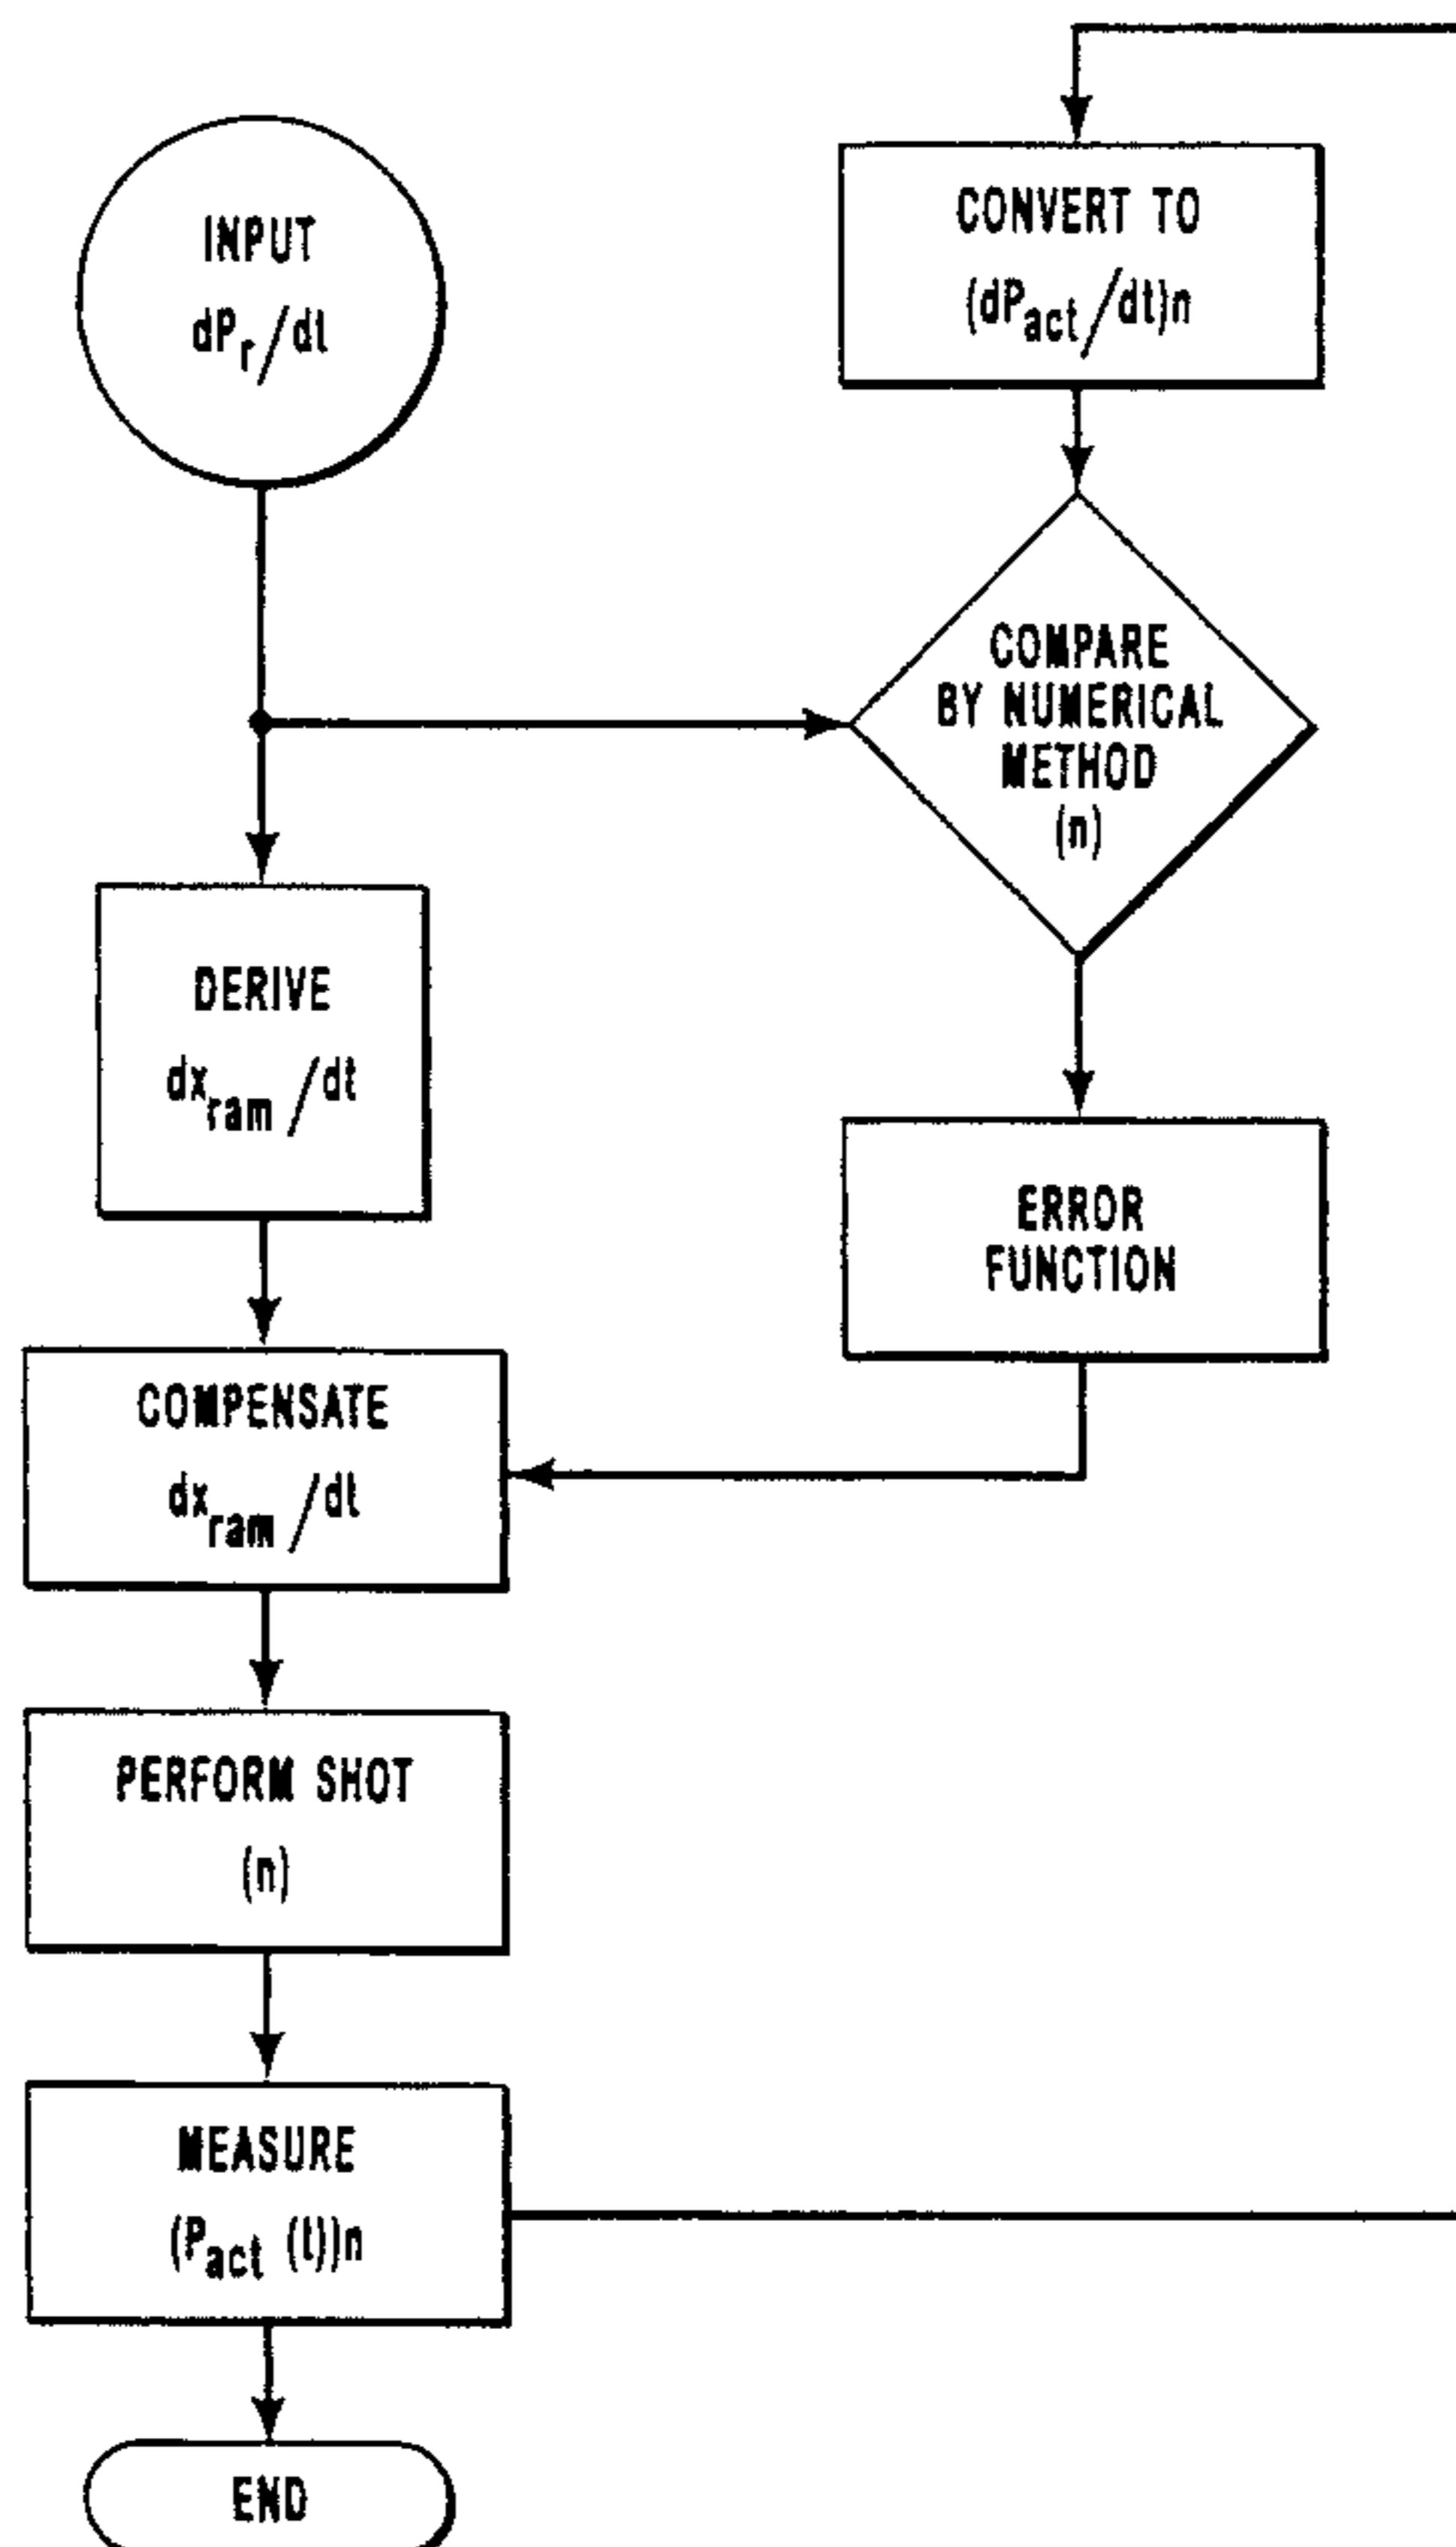 INPUT
dPr/dt
CONVERT TO
(dPact/dt)n
COMPARE
BY NUMERICAL
METHOD
(n)
DERIVE
dxram/dt
ERROR
FUNCTION
COMPENSATE
dxram/dt
PERFORM SHOT
(n)
MEASURE
(Pact (t))n
END